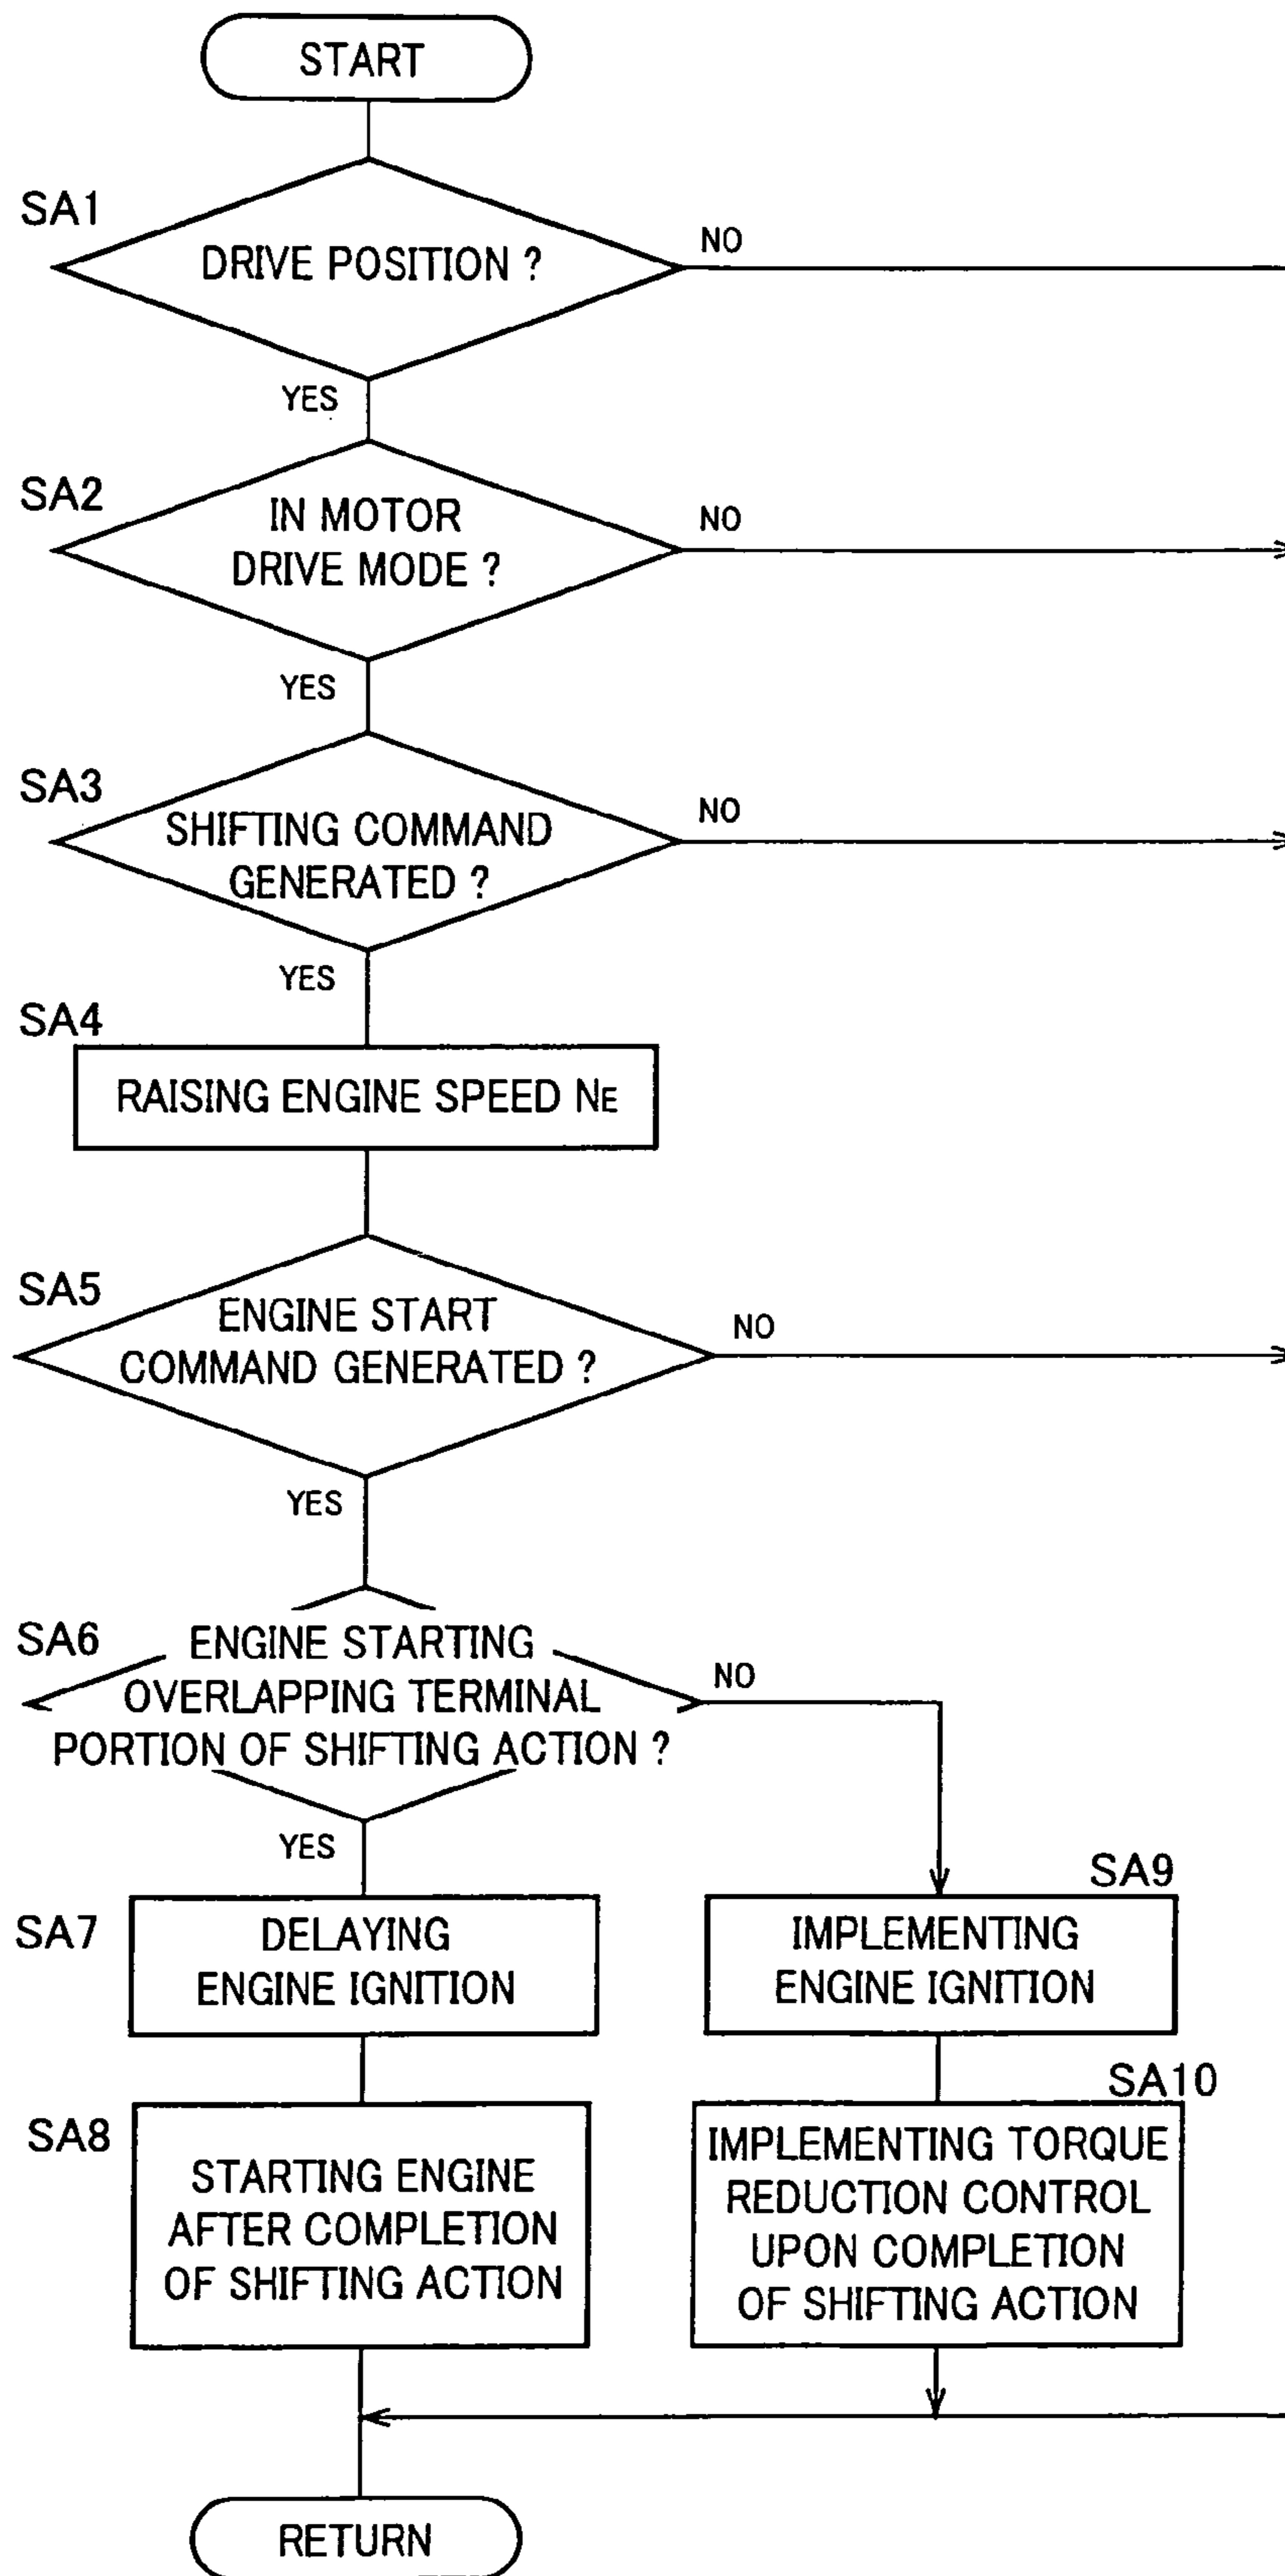 START
SA1
DRIVE POSITION ?
NO
YES
SA2
IN MOTOR
DRIVE MODE ?
NO
YES
SA3
SHIFTING COMMAND
GENERATED ?
NO
YES
SA4
RAISING ENGINE SPEED NE
SA5
ENGINE START
COMMAND GENERATED ?
NO
YES
SA6
ENGINE STARTING
OVERLAPPING TERMINAL
PORTION OF SHIFTING ACTION ?
NO
YES
SA7
DELAYING
ENGINE IGNITION
SA9
IMPLEMENTING
ENGINE IGNITION
SA8
STARTING ENGINE
AFTER COMPLETION
OF SHIFTING ACTION
SA10
IMPLEMENTING TORQUE
REDUCTION CONTROL
UPON COMPLETION
OF SHIFTING ACTION
RETURN